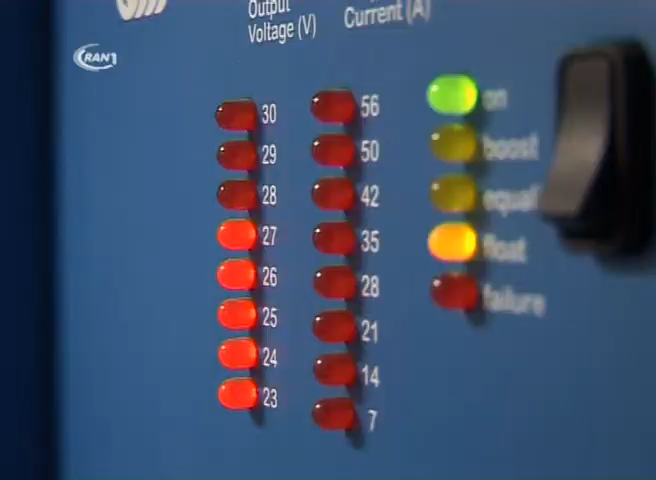 Output
Voltage (V)
Current (A)
CRAN1
30
29
28
27
26
25
24
23
56
50
42
35
28
21
14
7
on
boost
equal
float
failure